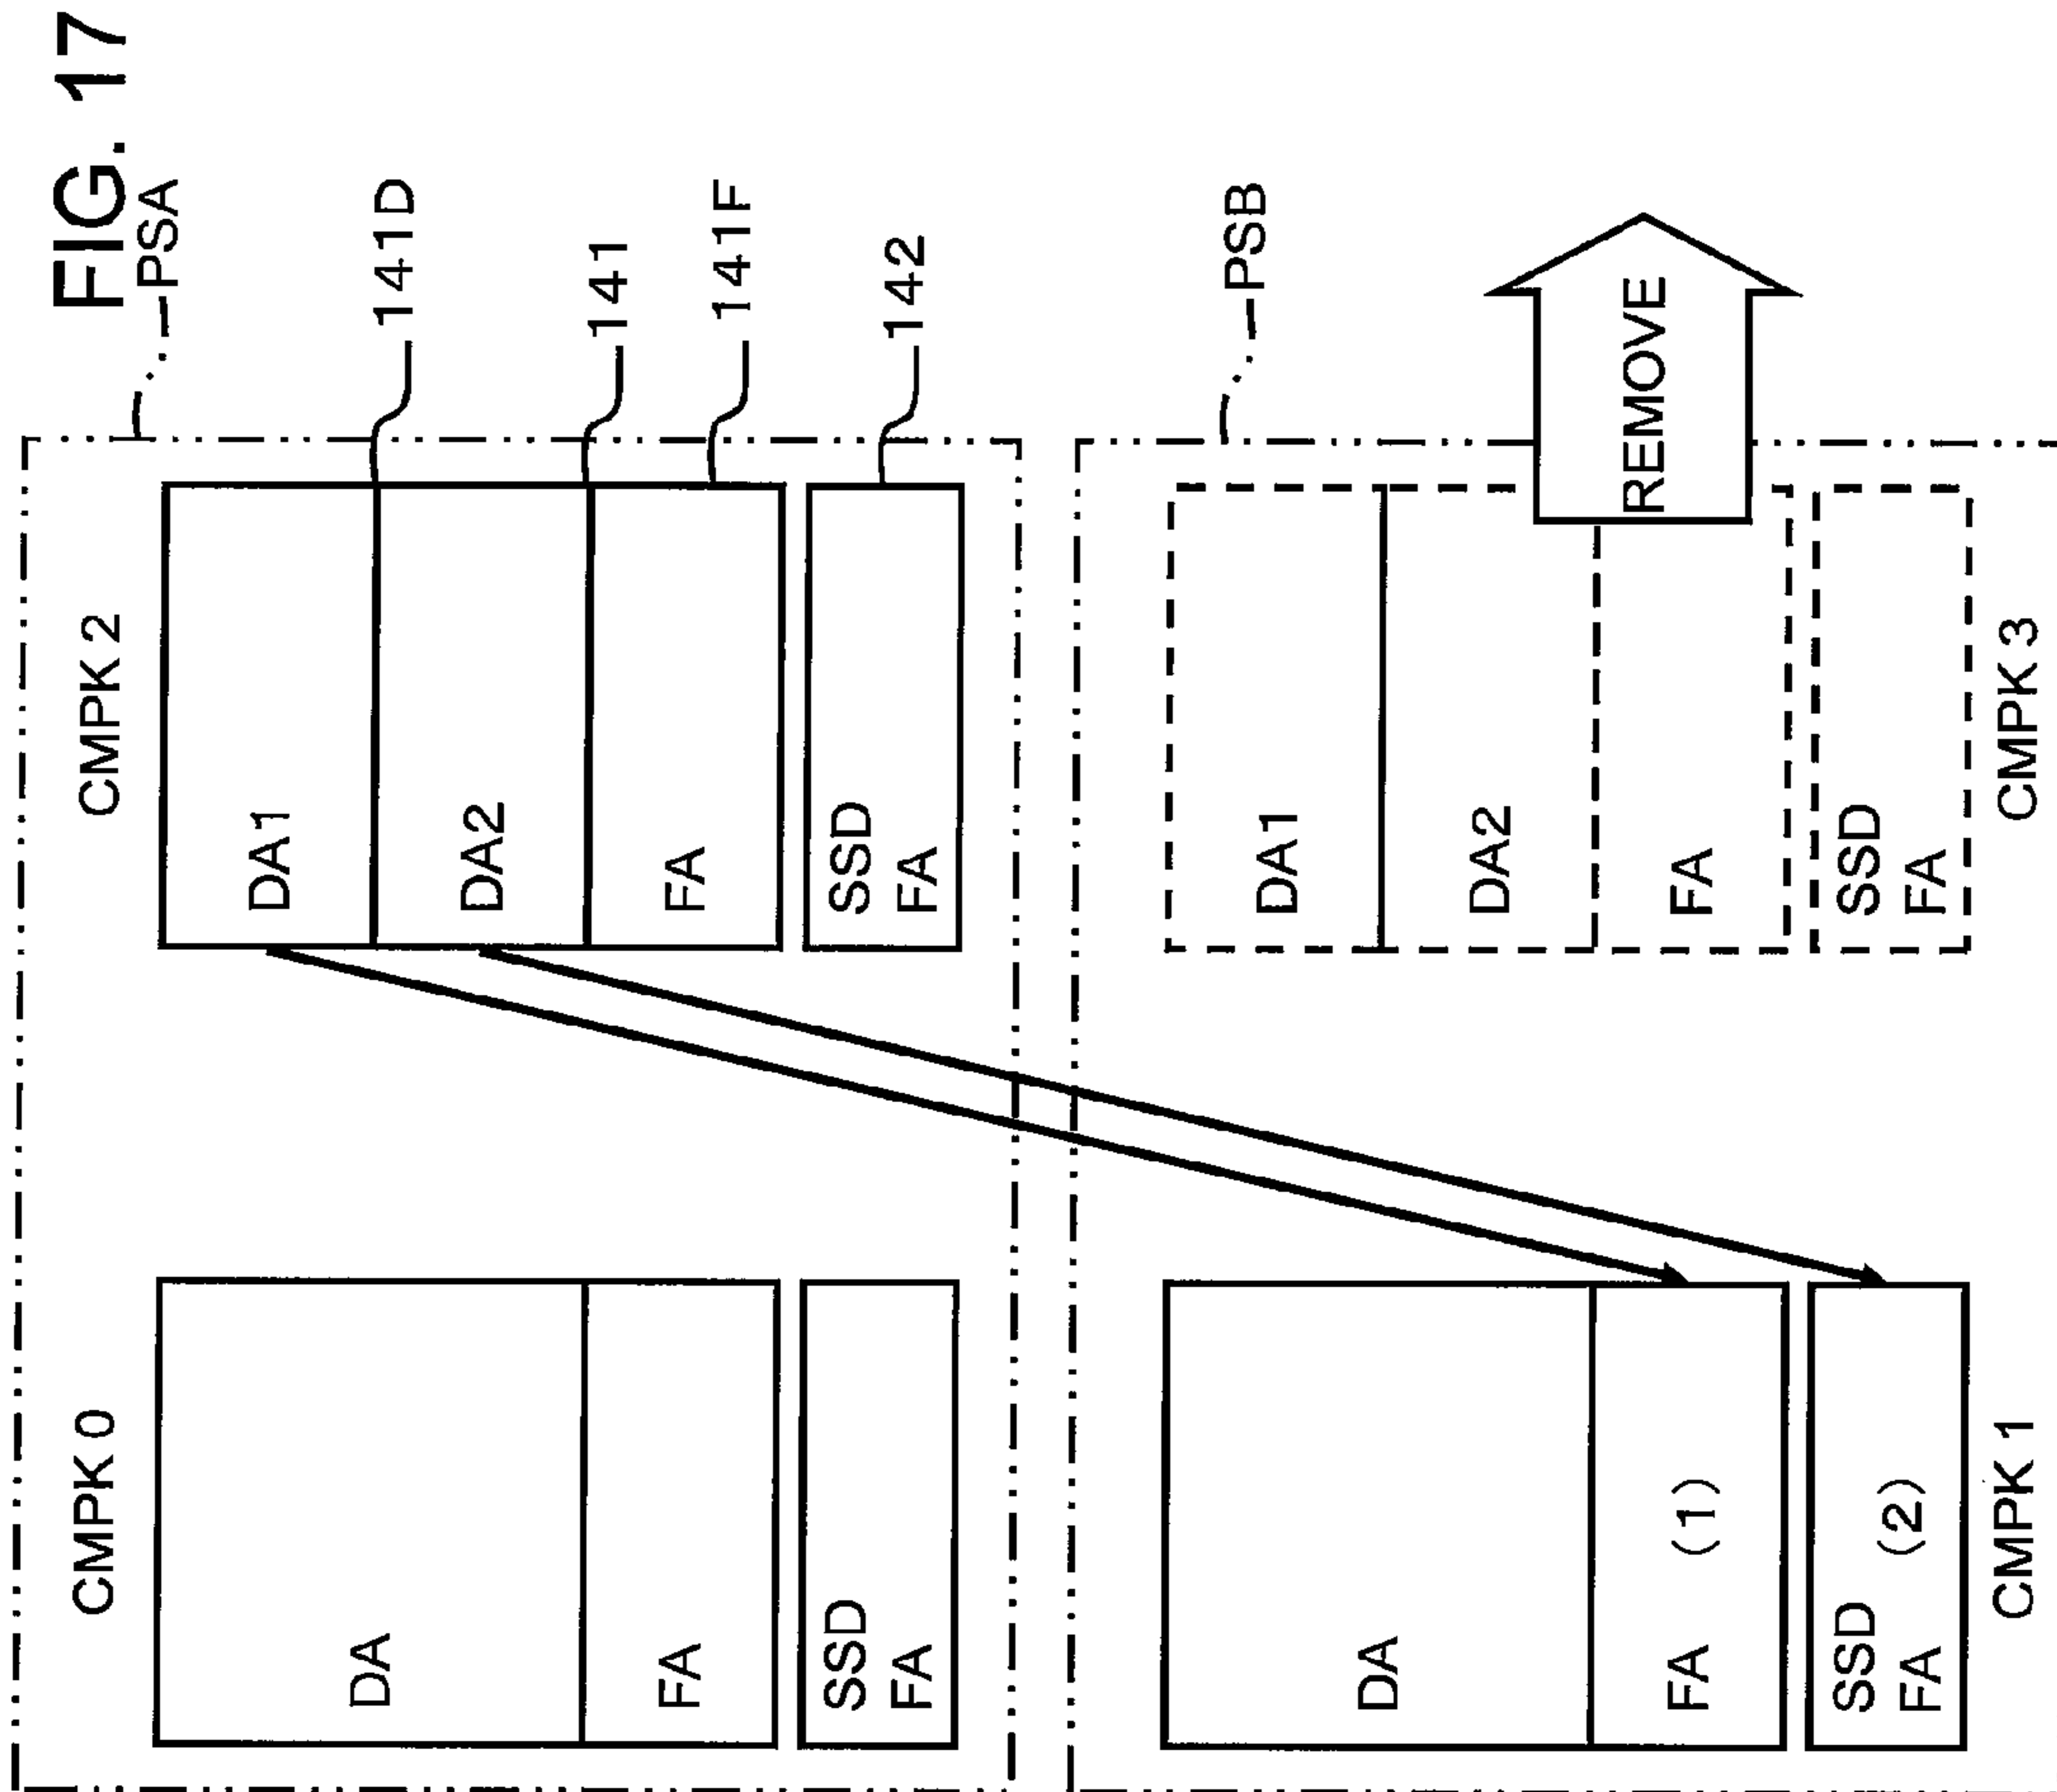 FIG. 17
PSA
CMPK 0
CMPK 2
DA
FA
SSD
FA
DA1
DA2
FA
SSD
FA
141D
141
141F
142
PSB
DA
FA (1)
SSD
FA (2)
DA1
DA2
FA
SSD
FA
REMOVE
CMPK 1
CMPK 3